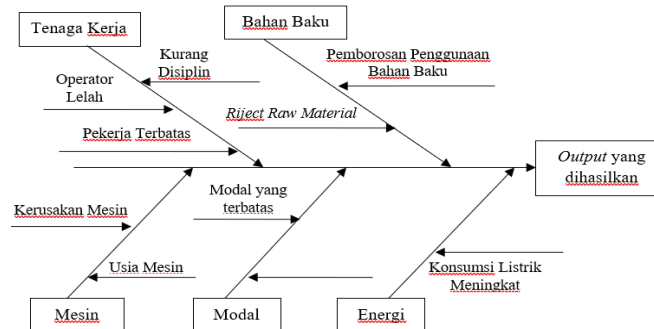 Tenaga Kerja
Bahan Baku
Kurang
Disiplin
Pemborosan Penggunaan
Bahan Baku
Operator
Lelah
Riject Raw Material
Pekerja Terbatas
Output yang
dihasilkan
Modal yang
terbatas
Kerusakan Mesin
Usia Mesin
Konsumsi Listrik
Meningkat
Mesin
Modal
Energi